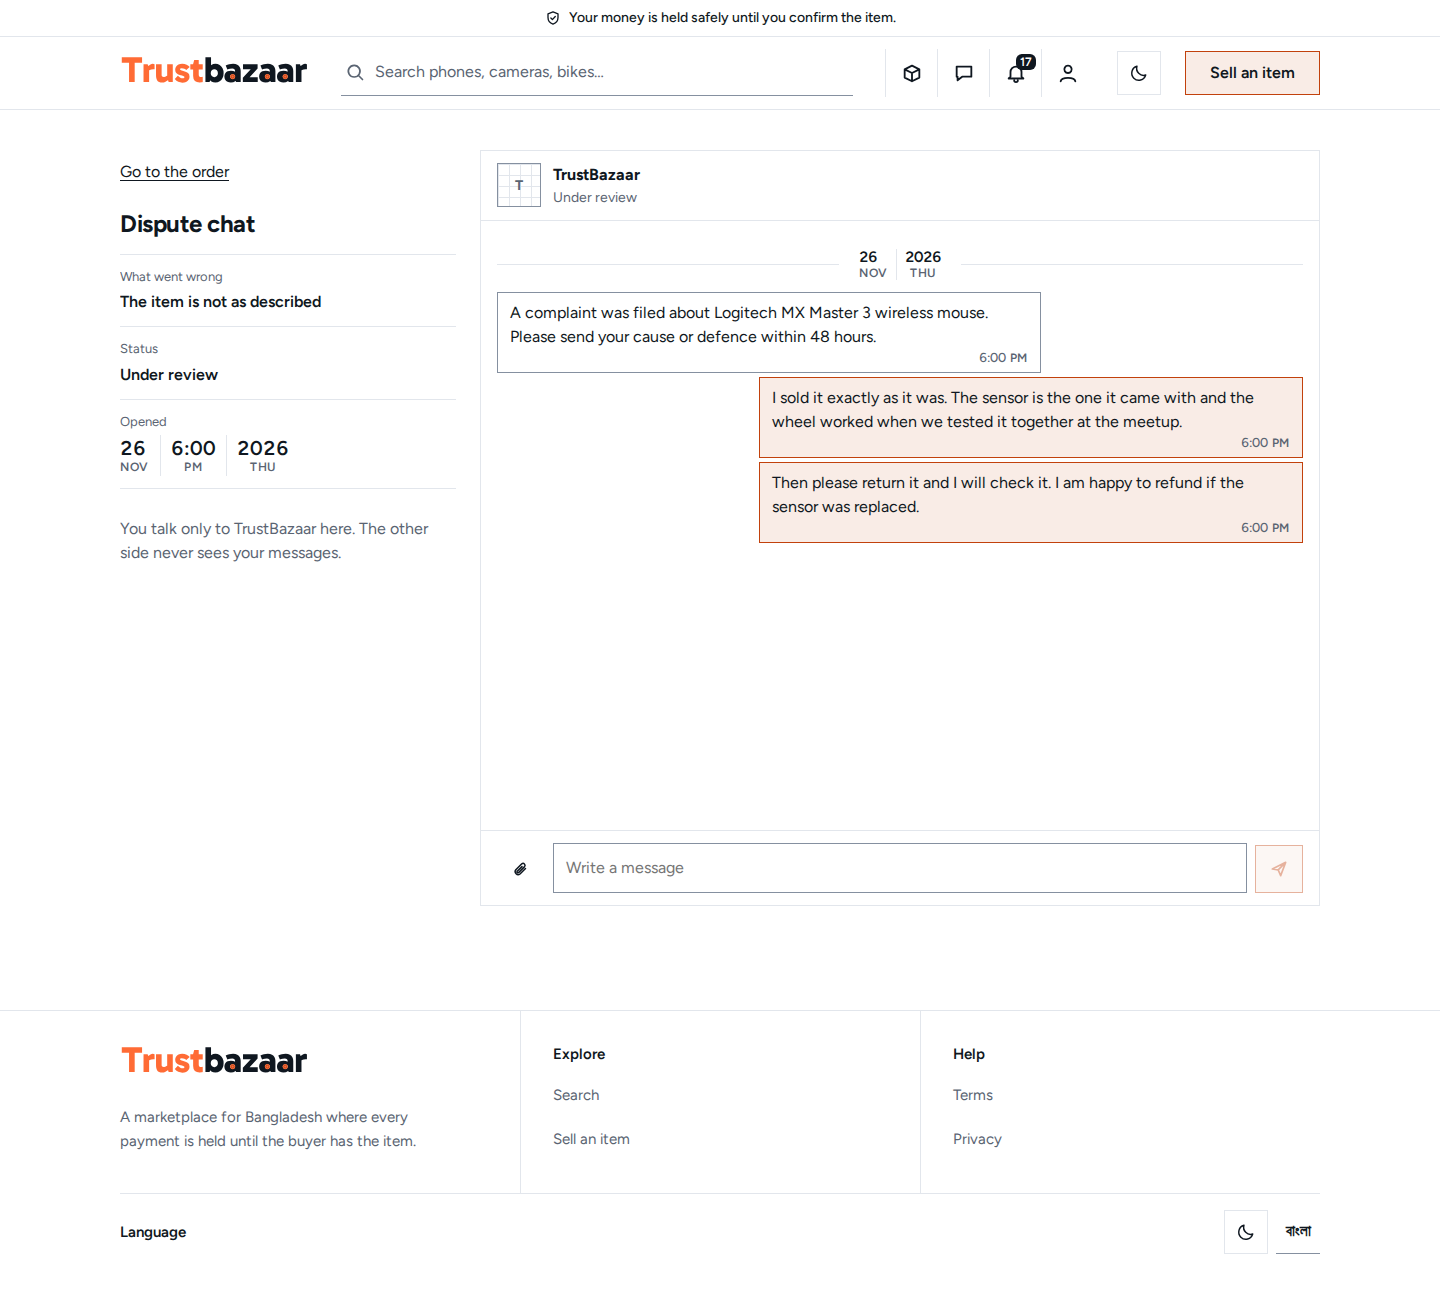 Your money is held safely until you confirm the item.
Trustbazaar
Search phones, cameras, bikes...
17
Sell an item
Go to the order
Dispute chat
What went wrong
The item is not as described
Status
Under review
Opened
26 6:00 2026
NOV PM THU
You talk only to TrustBazaar here. The other
side never sees your messages.
T
TrustBazaar
Under review
26 2026
NOV THU
A complaint was filed about Logitech MX Master 3 wireless mouse.
Please send your cause or defence within 48 hours.
6:00 PM
I sold it exactly as it was. The sensor is the one it came with and the
wheel worked when we tested it together at the meetup.
6:00 PM
Then please return it and I will check it. I am happy to refund if the
sensor was replaced.
6:00 PM
Write a message
Trustbazaar
A marketplace for Bangladesh where every
payment is held until the buyer has the item.
Explore
Search
Sell an item
Help
Terms
Privacy
Language
বাংলা